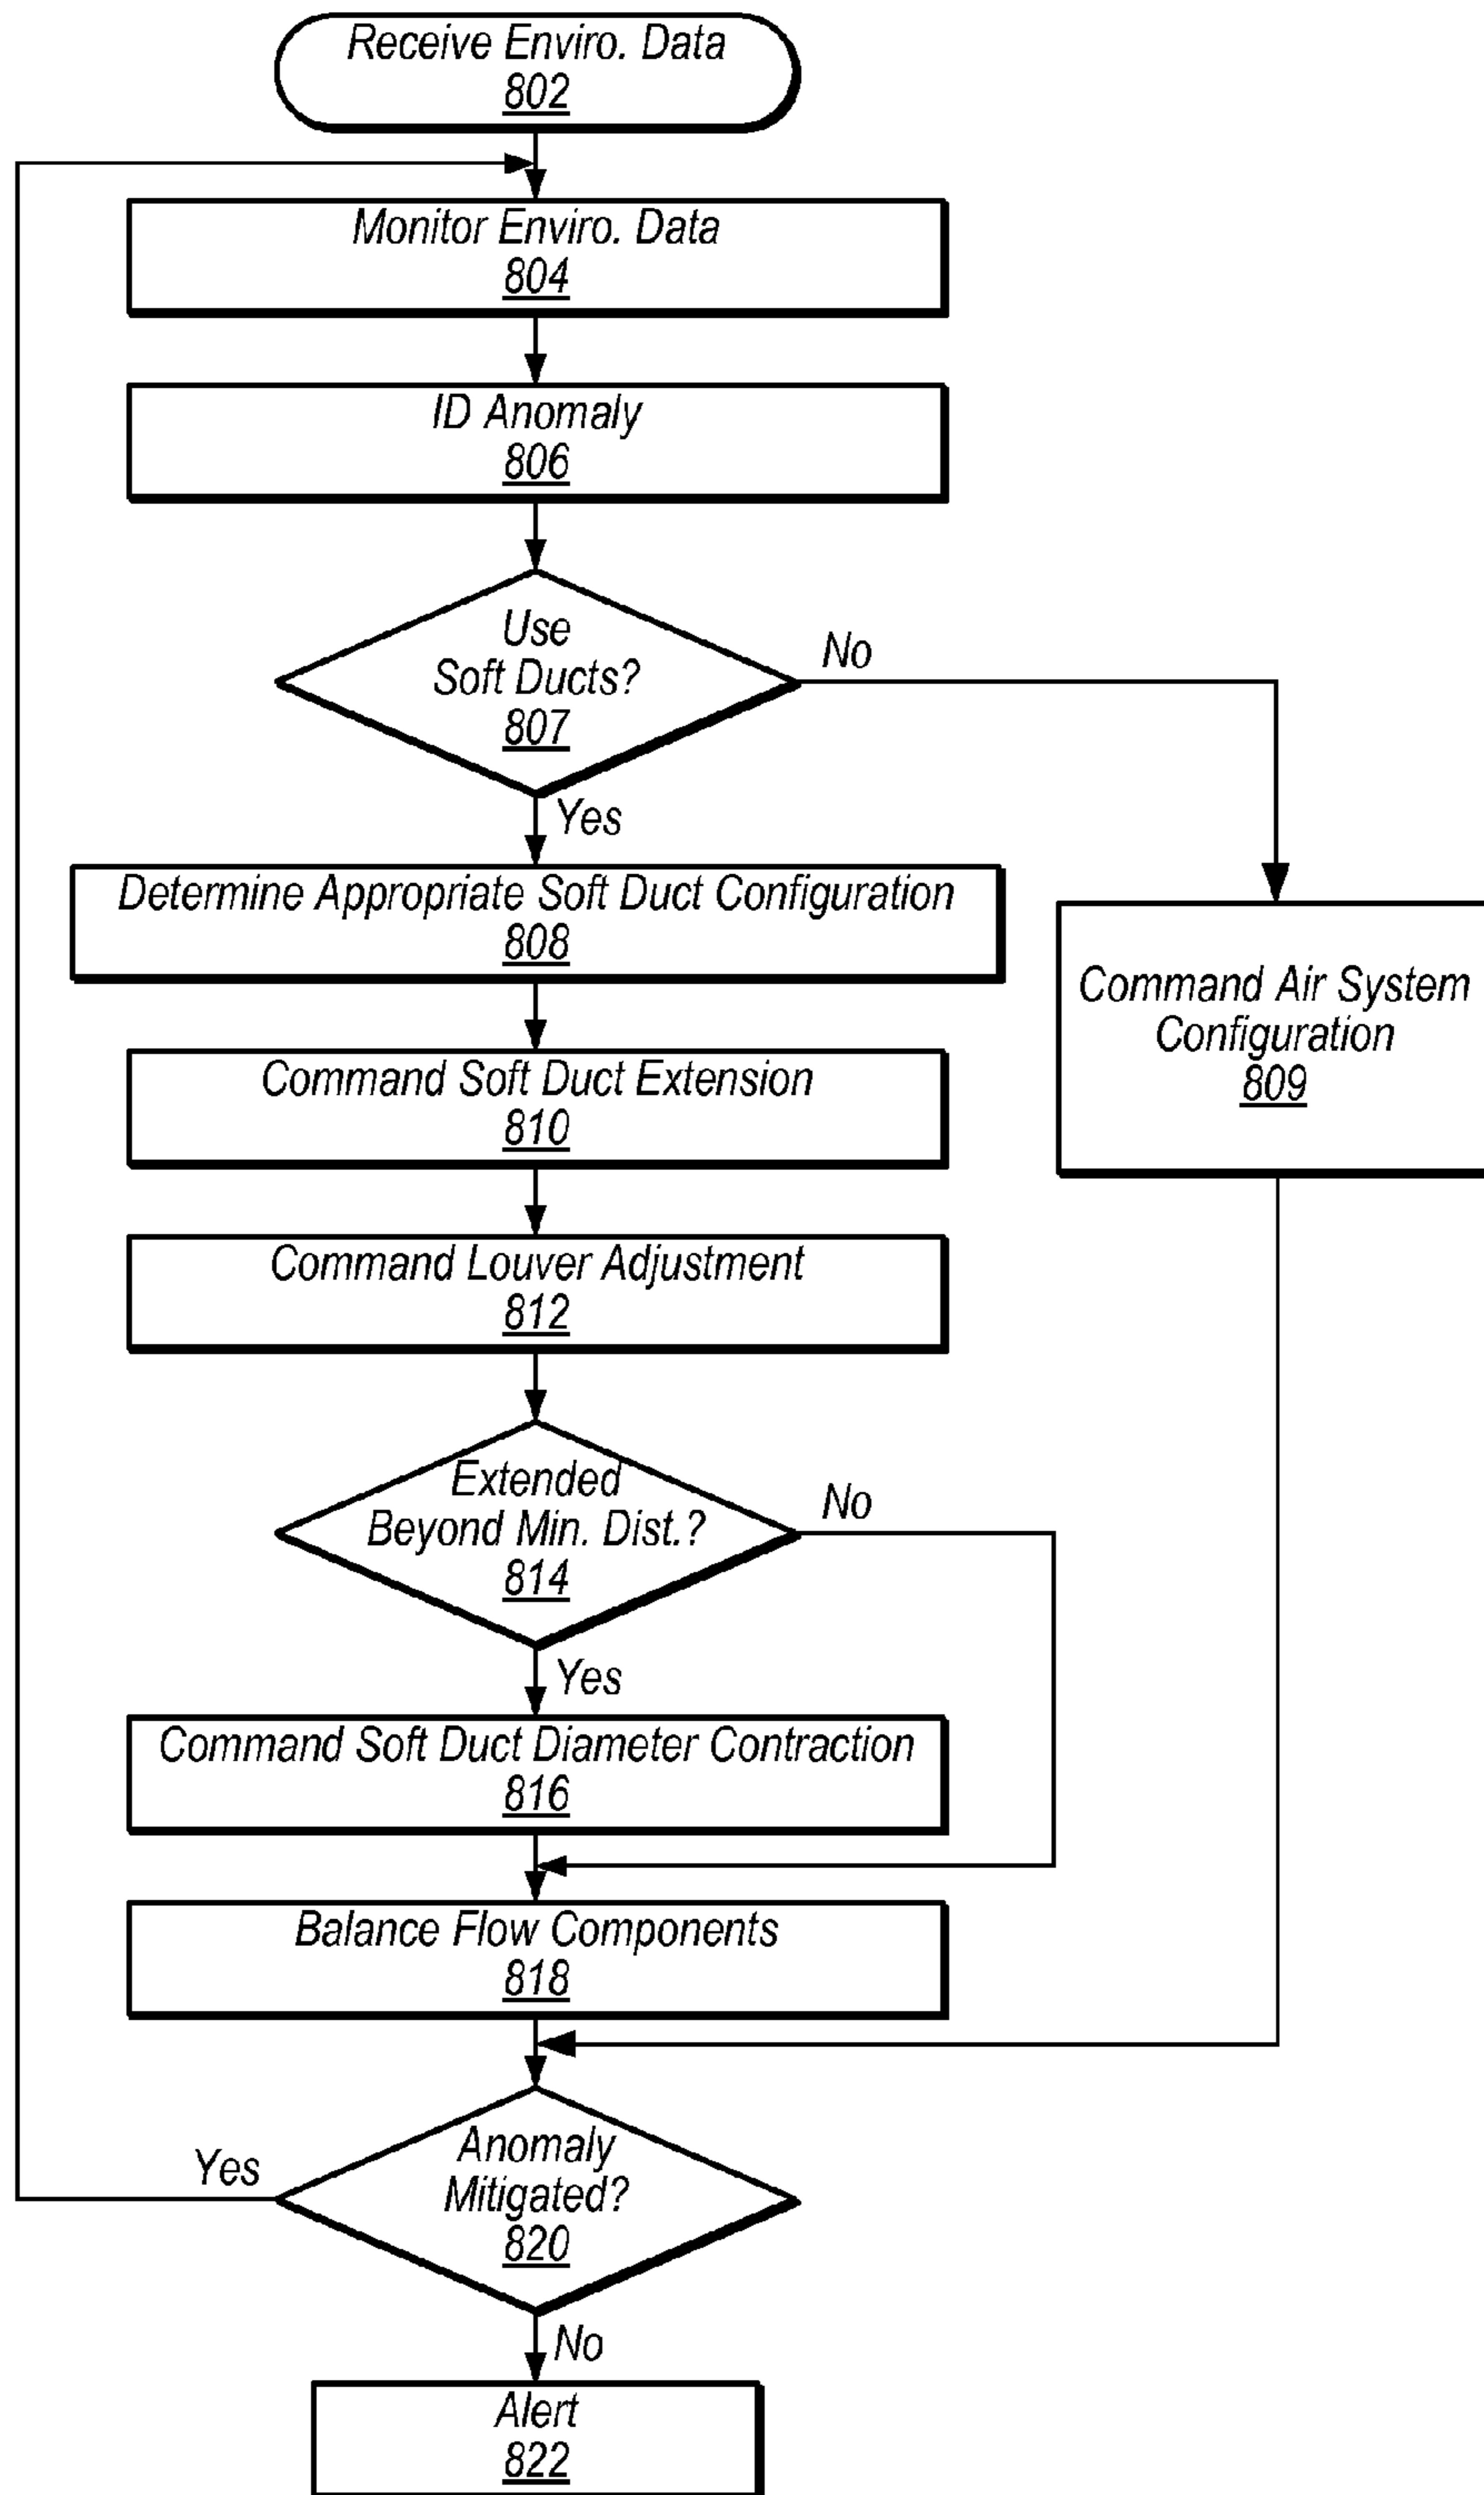 Receive Enviro. Data
802
Monitor Enviro. Data
804
ID Anomaly
806
Use
Soft Ducts?
807
No
Yes
Determine Appropriate Soft Duct Configuration
808
Command Air System
Configuration
809
Command Soft Duct Extension
810
Command Louver Adjustment
812
Extended
Beyond Min. Dist.?
814
No
Yes
Command Soft Duct Diameter Contraction
816
Balance Flow Components
818
Anomaly
Mitigated?
820
Yes
No
Alert
822